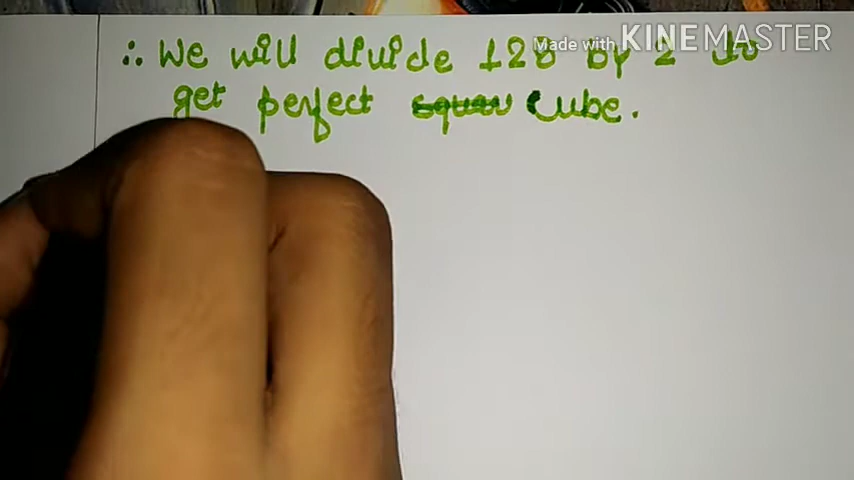 ∴ We will divide 128 by 2 to
get perfect cube.
Made with KINEMASTER